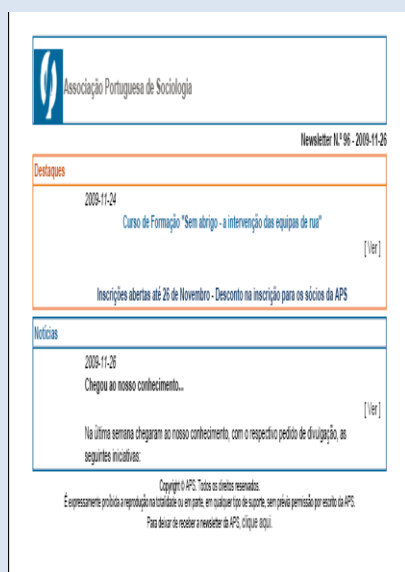 Associação Portuguesa de Sociologia
Newsletter N.º 96 - 2009-11-26
Destaques
2009-11-24
Curso de Formação "Sem abrigo - a intervenção das equipas de rua"
[ Ver ]
Inscrições abertas até 26 de Novembro - Desconto na inscrição para os sócios da APS
Notícias
2009-11-26
Chegou ao nosso conhecimento...
[ Ver ]
Na última semana chegaram ao nosso conhecimento, com o respectivo pedido de divulgação, as
seguintes iniciativas:
Copyright © APS. Todos os direitos reservados.
É expressamente proibida a reprodução na totalidade ou em parte, em qualquer tipo de suporte, sem prévia permissão por escrito da APS.
Para deixar de receber a newsletter da APS, clique aqui.